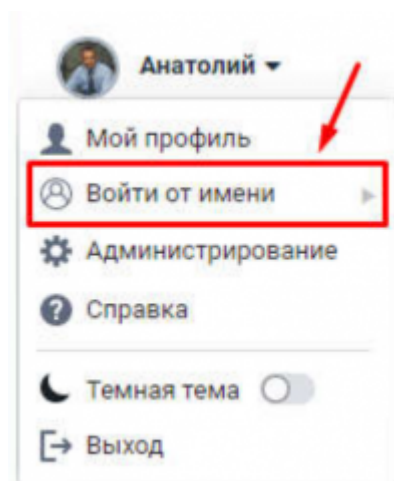 Анатолий
Мой профиль
Войти от имени
Администрирование
Справка
Темная тема
Выход